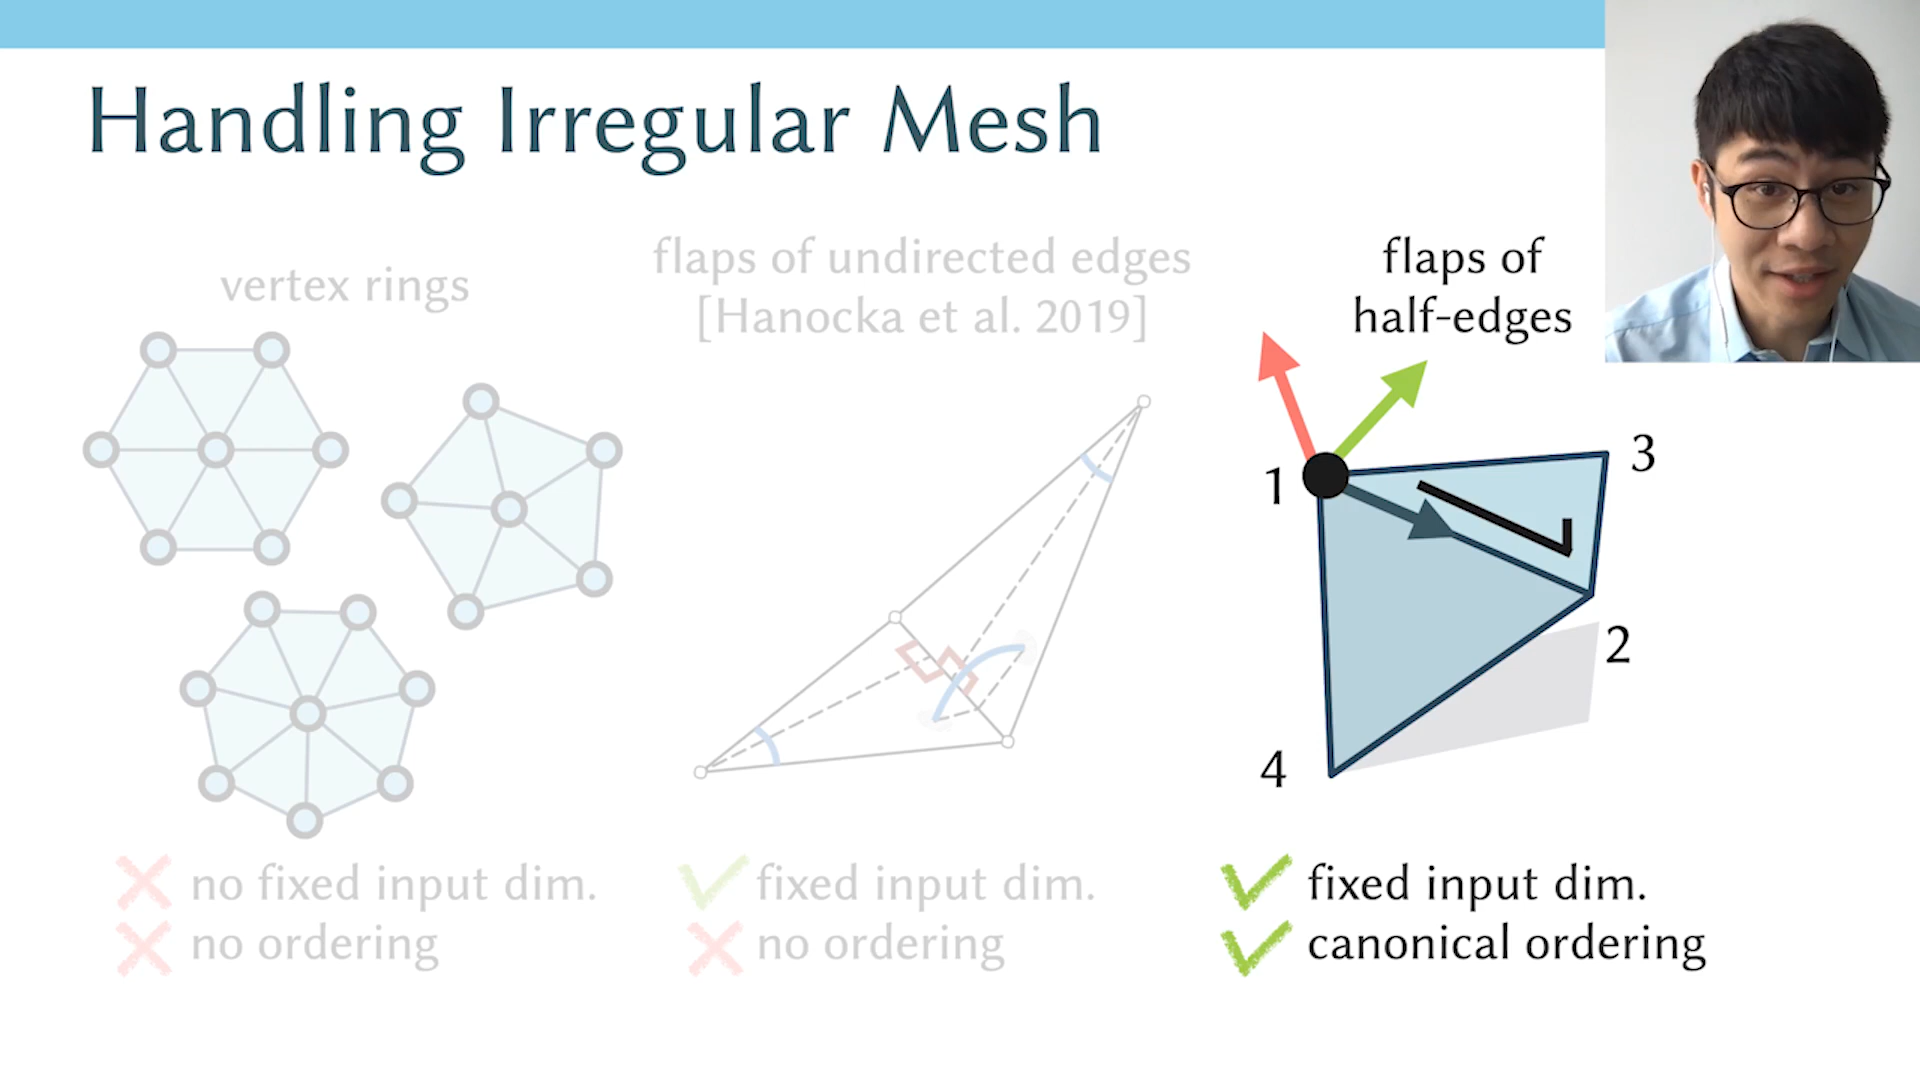 Handling Irregular Mesh
vertex rings
flaps of undirected edges
[Hanocka et al. 2019]
flaps of
half-edges
1
3
2
4
no fixed input dim.
no ordering
fixed input dim.
no ordering
fixed input dim.
canonical ordering